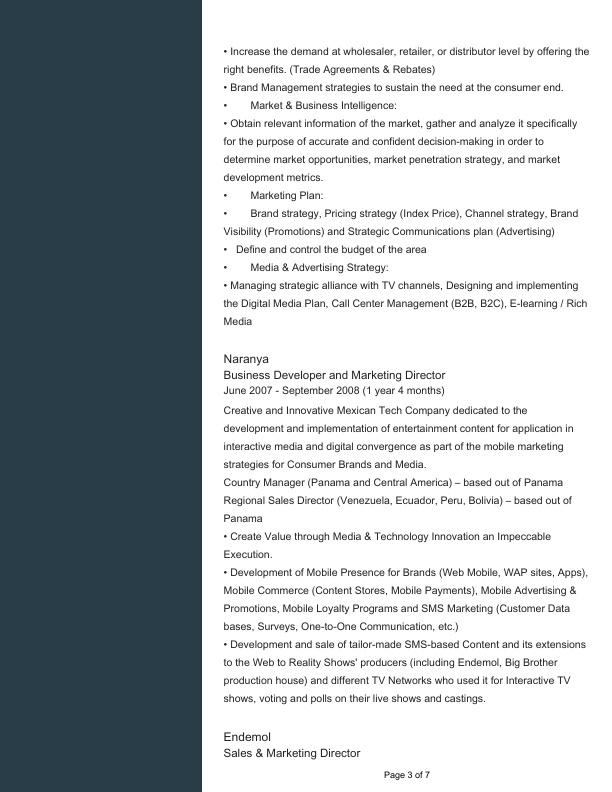 • Increase the demand at wholesaler, retailer, or distributor level by offering the
right benefits. (Trade Agreements & Rebates)
• Brand Management strategies to sustain the need at the consumer end.
• Market & Business Intelligence:
• Obtain relevant information of the market, gather and analyze it specifically
for the purpose of accurate and confident decision-making in order to
determine market opportunities, market penetration strategy, and market
development metrics.
• Marketing Plan:
• Brand strategy, Pricing strategy (Index Price), Channel strategy, Brand
Visibility (Promotions) and Strategic Communications plan (Advertising)
• Define and control the budget of the area
• Media & Advertising Strategy:
• Managing strategic alliance with TV channels, Designing and implementing
the Digital Media Plan, Call Center Management (B2B, B2C), E-learning / Rich
Media
Naranya
Business Developer and Marketing Director
June 2007 - September 2008 (1 year 4 months)
Creative and Innovative Mexican Tech Company dedicated to the
development and implementation of entertainment content for application in
interactive media and digital convergence as part of the mobile marketing
strategies for Consumer Brands and Media.
Country Manager (Panama and Central America) – based out of Panama
Regional Sales Director (Venezuela, Ecuador, Peru, Bolivia) – based out of
Panama
• Create Value through Media & Technology Innovation an Impeccable
Execution.
• Development of Mobile Presence for Brands (Web Mobile, WAP sites, Apps),
Mobile Commerce (Content Stores, Mobile Payments), Mobile Advertising &
Promotions, Mobile Loyalty Programs and SMS Marketing (Customer Data
bases, Surveys, One-to-One Communication, etc.)
• Development and sale of tailor-made SMS-based Content and its extensions
to the Web to Reality Shows' producers (including Endemol, Big Brother
production house) and different TV Networks who used it for Interactive TV
shows, voting and polls on their live shows and castings.
Endemol
Sales & Marketing Director
Page 3 of 7